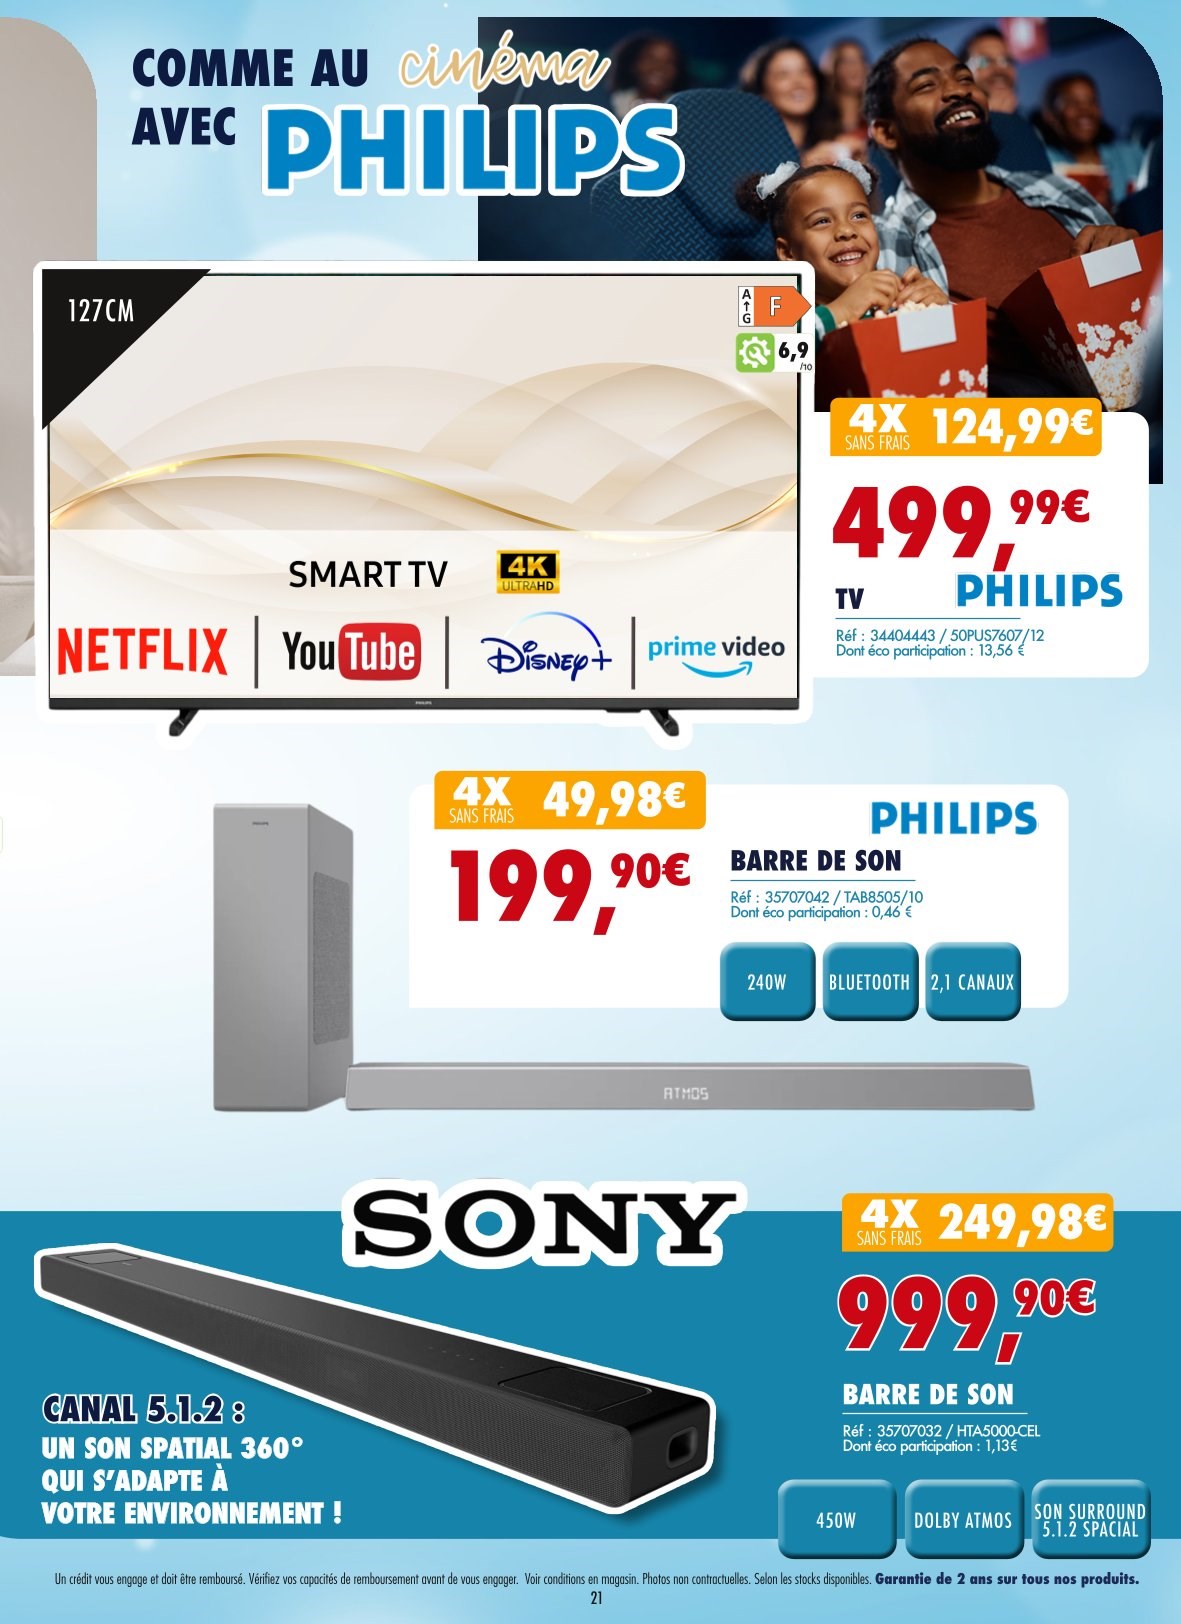 COMME AU cinéma
AVEC PHILIPS
127CM
A
G
F
6,9
/10
4X
SANS FRAIS
124,99€
499,99€
TV
PHILIPS
Réf : 34404443 / 50PUS7607/12
Dont éco participation : 13,56 €
SMART TV
4K
ULTRA HD
NETFLIX
YouTube
Disney+
prime video
PHILIPS
4X
SANS FRAIS
49,98€
199,90€
PHILIPS
BARRE DE SON
Réf : 35707042 / TAB8505/10
Dont éco participation : 0,46 €
240W
BLUETOOTH
2,1 CANAUX
PHILIPS
ATMOS
SONY
4X
SANS FRAIS
249,98€
999,90€
BARRE DE SON
Réf : 35707032 / HTA5000-CEL
Dont éco participation : 1,13€
CANAL 5.1.2 :
UN SON SPATIAL 360°
QUI S'ADAPTE À
VOTRE ENVIRONNEMENT !
450W
DOLBY ATMOS
SON SURROUND
5.1.2 SPACIAL
Un crédit vous engage et doit être remboursé. Vérifiez vos capacités de remboursement avant de vous engager. Voir conditions en magasin. Photos non contractuelles. Selon les stocks disponibles. Garantie de 2 ans sur tous nos produits.
21